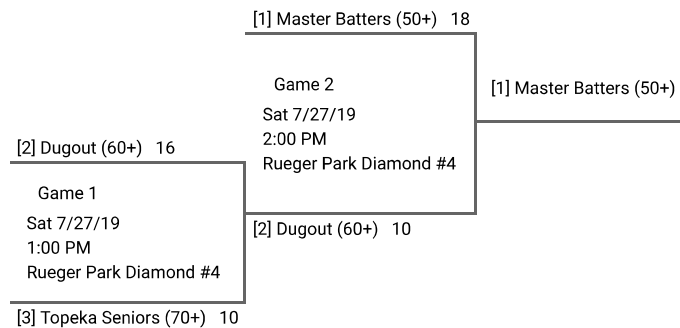 [1] Master Batters (50+) 18
Game 2
Sat 7/27/19
2:00 PM
Rueger Park Diamond #4
[1] Master Batters (50+)
[2] Dugout (60+) 16
Game 1
Sat 7/27/19
1:00 PM
Rueger Park Diamond #4
[2] Dugout (60+) 10
[3] Topeka Seniors (70+) 10